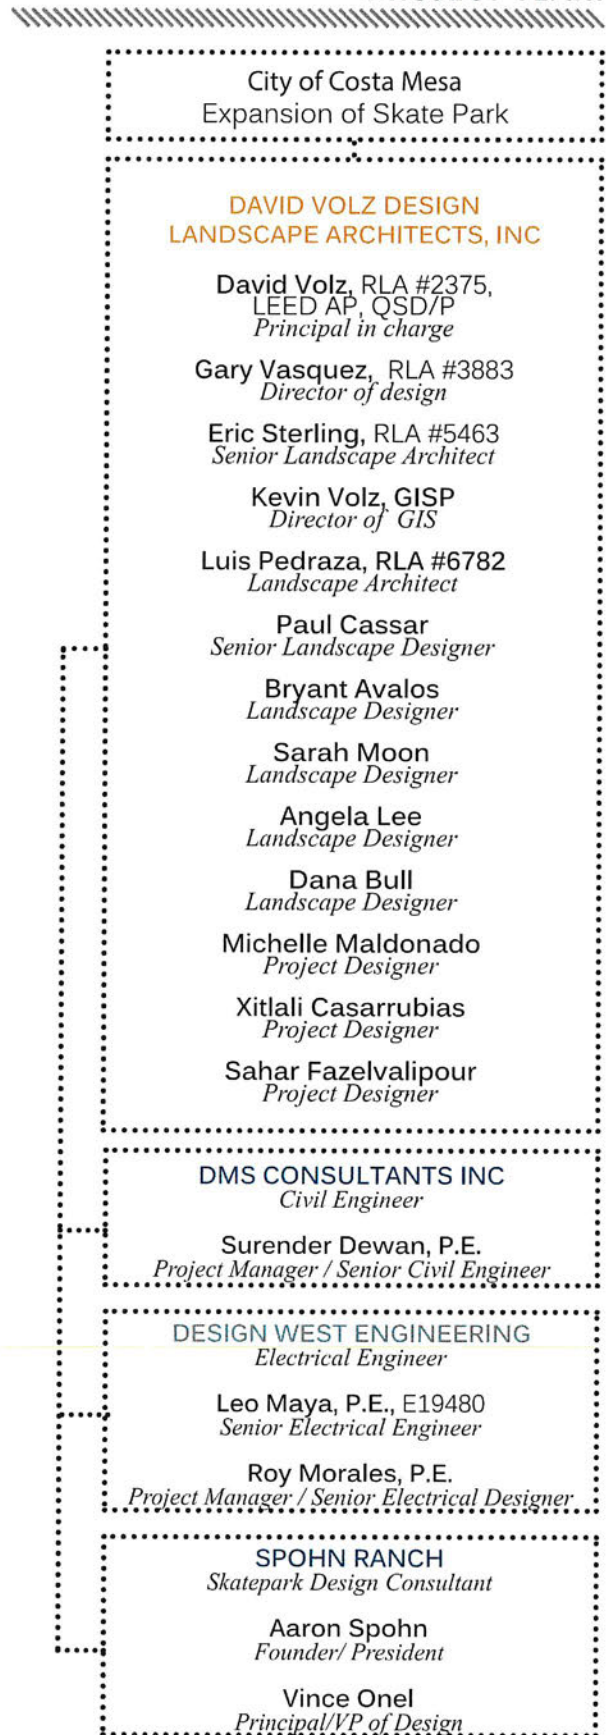 City of Costa Mesa
Expansion of Skate Park
DAVID VOLZ DESIGN
LANDSCAPE ARCHITECTS, INC
David Volz, RLA #2375,
LEED AP, QSD/P
Principal in charge
Gary Vasquez, RLA #3883
Director of design
Eric Sterling, RLA #5463
Senior Landscape Architect
Kevin Volz, GISP
Director of GIS
Luis Pedraza, RLA #6782
Landscape Architect
Paul Cassar
Senior Landscape Designer
Bryant Avalos
Landscape Designer
Sarah Moon
Landscape Designer
Angela Lee
Landscape Designer
Dana Bull
Landscape Designer
Michelle Maldonado
Project Designer
Xitlali Casarrubias
Project Designer
Sahar Fazelvalipour
Project Designer
DMS CONSULTANTS INC
Civil Engineer
Surender Dewan, P.E.
Project Manager / Senior Civil Engineer
DESIGN WEST ENGINEERING
Electrical Engineer
Leo Maya, P.E., E19480
Senior Electrical Engineer
Roy Morales, P.E.
Project Manager / Senior Electrical Designer
SPOHN RANCH
Skatepark Design Consultant
Aaron Spohn
Founder/ President
Vince Onel
Principal/VP of Design